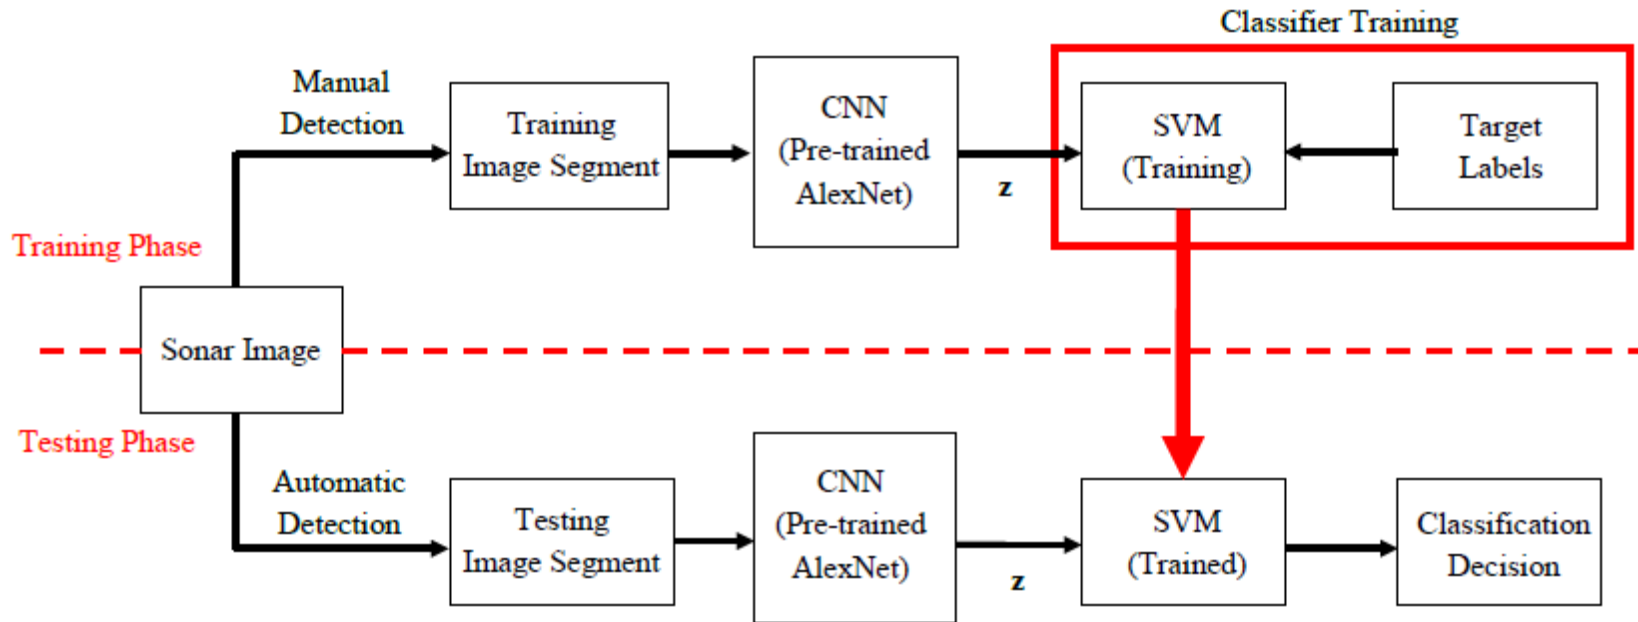 Classifier Training
Manual
Detection
Training
Image Segment
CNN
(Pre-trained
AlexNet)
z
SVM
(Training)
Target
Labels
Training Phase
Sonar Image
Testing Phase
Automatic
Detection
Testing
Image Segment
CNN
(Pre-trained
AlexNet)
z
SVM
(Trained)
Classification
Decision